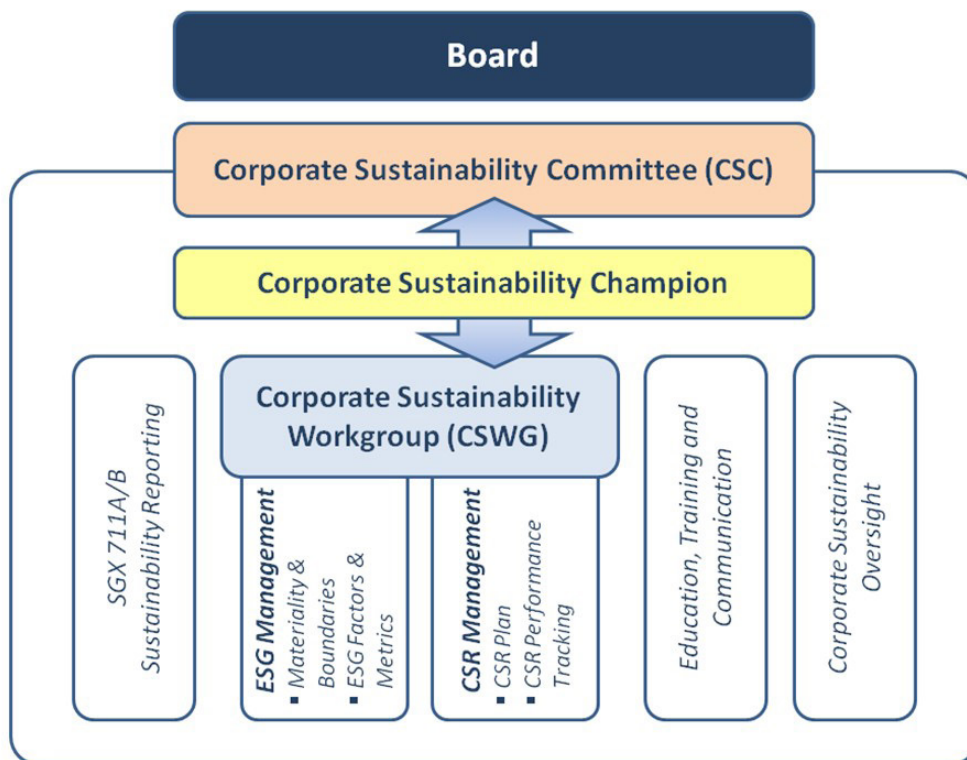 Board
Corporate Sustainability Committee (CSC)
Corporate Sustainability Champion
Corporate Sustainability
Workgroup (CSWG)
SGX 711A/B
Sustainability Reporting
ESG Management
▪ Materiality &
Boundaries
▪ ESG Factors &
Metrics
CSR Management
▪ CSR Plan
▪ CSR Performance
Tracking
Education, Training and
Communication
Corporate Sustainability
Oversight